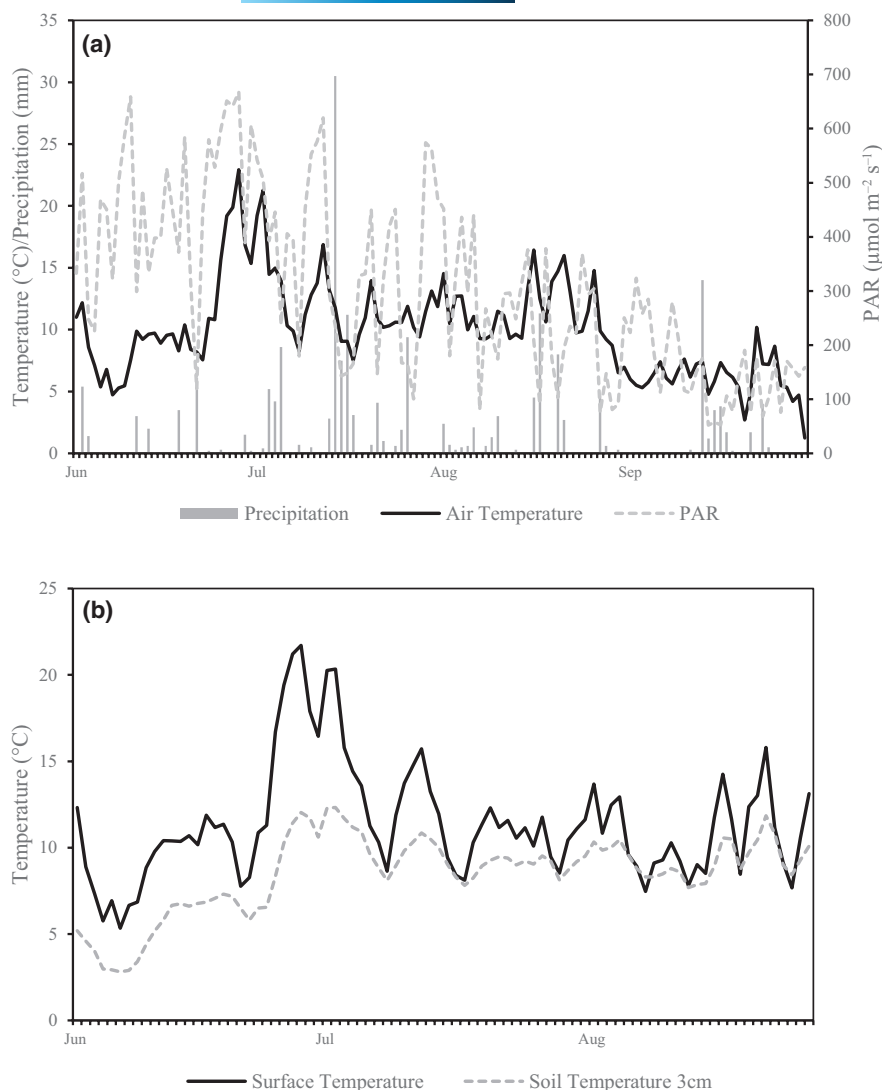 (a)
Temperature (°C)/Precipitation (mm)
35
30
25
20
15
10
5
0
PAR (µmol m⁻² s⁻¹)
800
700
600
500
400
300
200
100
0
Jun Jul Aug Sep
Precipitation Air Temperature PAR
(b)
Temperature (°C)
25
20
15
10
5
0
Jun Jul Aug
Surface Temperature Soil Temperature 3cm